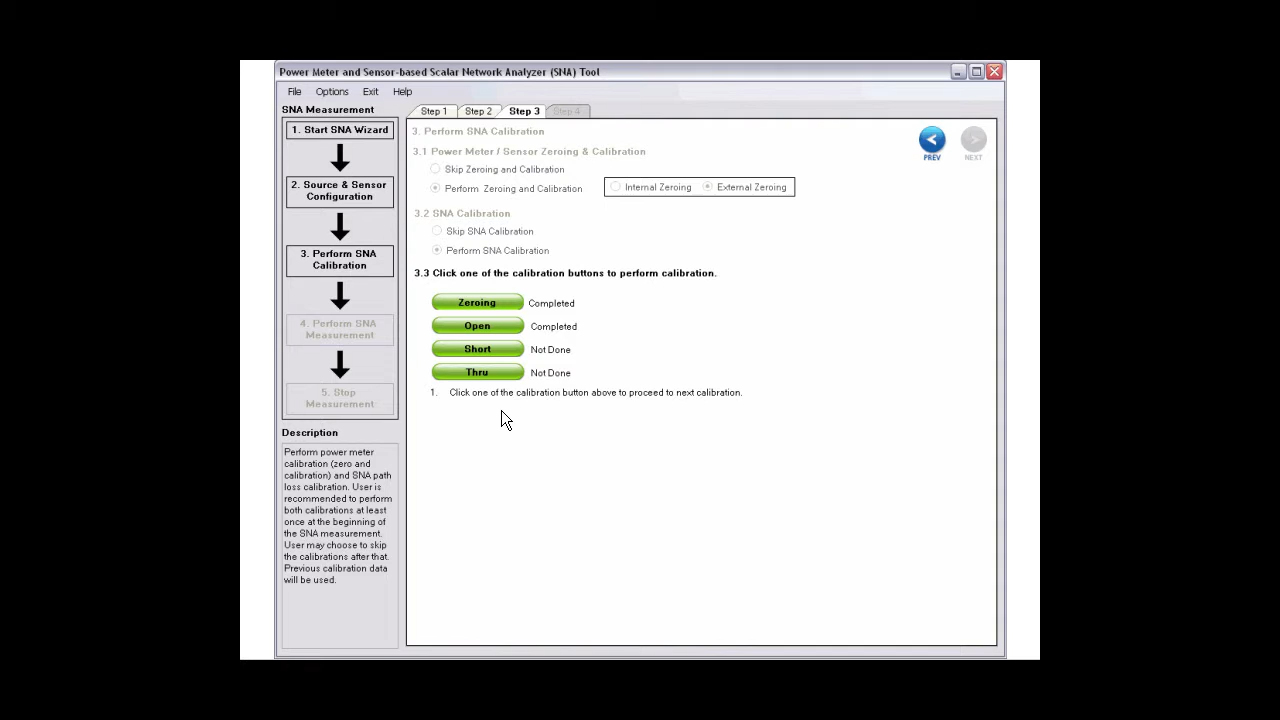 Power Meter and Sensor-based Scalar Network Analyzer (SNA) Tool
File Options Exit Help
SNA Measurement
1. Start SNA Wizard
2. Source & Sensor
Configuration
3. Perform SNA
Calibration
4. Perform SNA
Measurement
5. Stop
Measurement
Description
Perform power meter
calibration (zero and
calibration) and SNA path
loss calibration. User is
recommended to perform
both calibrations at least
once at the beginning of
the SNA measurement.
User may choose to skip
the calibrations after that.
Previous calibration data
will be used.
Step 1 Step 2 Step 3 Step 4
3. Perform SNA Calibration
PREV NEXT
3.1 Power Meter / Sensor Zeroing & Calibration
Skip Zeroing and Calibration
Perform Zeroing and Calibration Internal Zeroing External Zeroing
3.2 SNA Calibration
Skip SNA Calibration
Perform SNA Calibration
3.3 Click one of the calibration buttons to perform calibration.
Zeroing Completed
Open Completed
Short Not Done
Thru Not Done
1. Click one of the calibration button above to proceed to next calibration.